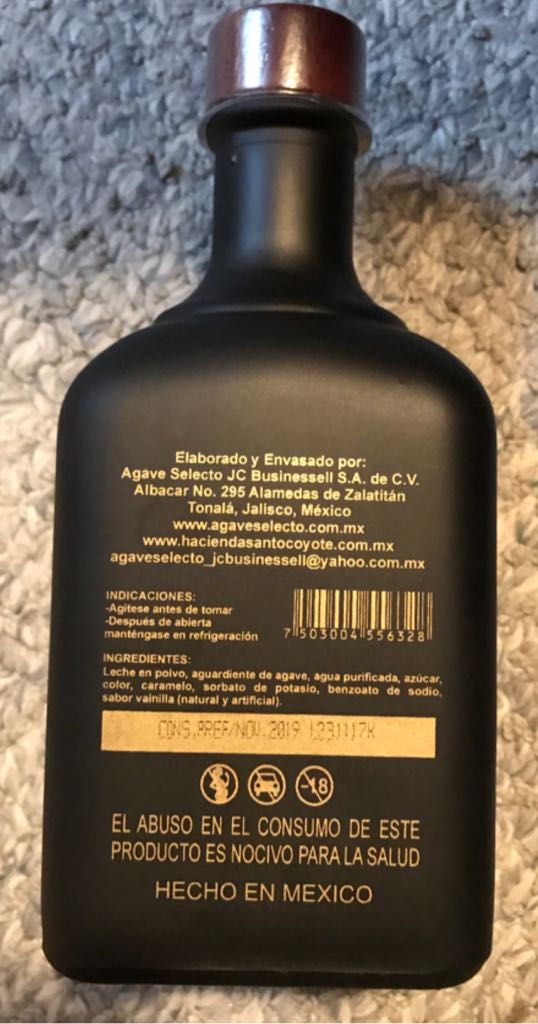 Elaborado y Envasado por:
Agave Selecto JC Businessell S.A. de C.V.
Albacar No. 295 Alamedas de Zalatitán
Tonalá, Jalisco, México
www.agaveselecto.com.mx
www.haciendasantocoyote.com.mx
agaveselecto_jcbusinessell@yahoo.com.mx
INDICACIONES:
-Agítese antes de tomar
-Después de abierta
manténgase en refrigeración
7 503004 556328
INGREDIENTES:
Leche en polvo, aguardiente de agave, agua purificada, azúcar,
color, caramelo, sorbato de potasio, benzoato de sodio,
sabor vainilla (natural y artificial).
CONS.PREF/NOV.2019 L231117K
-18
EL ABUSO EN EL CONSUMO DE ESTE
PRODUCTO ES NOCIVO PARA LA SALUD
HECHO EN MEXICO